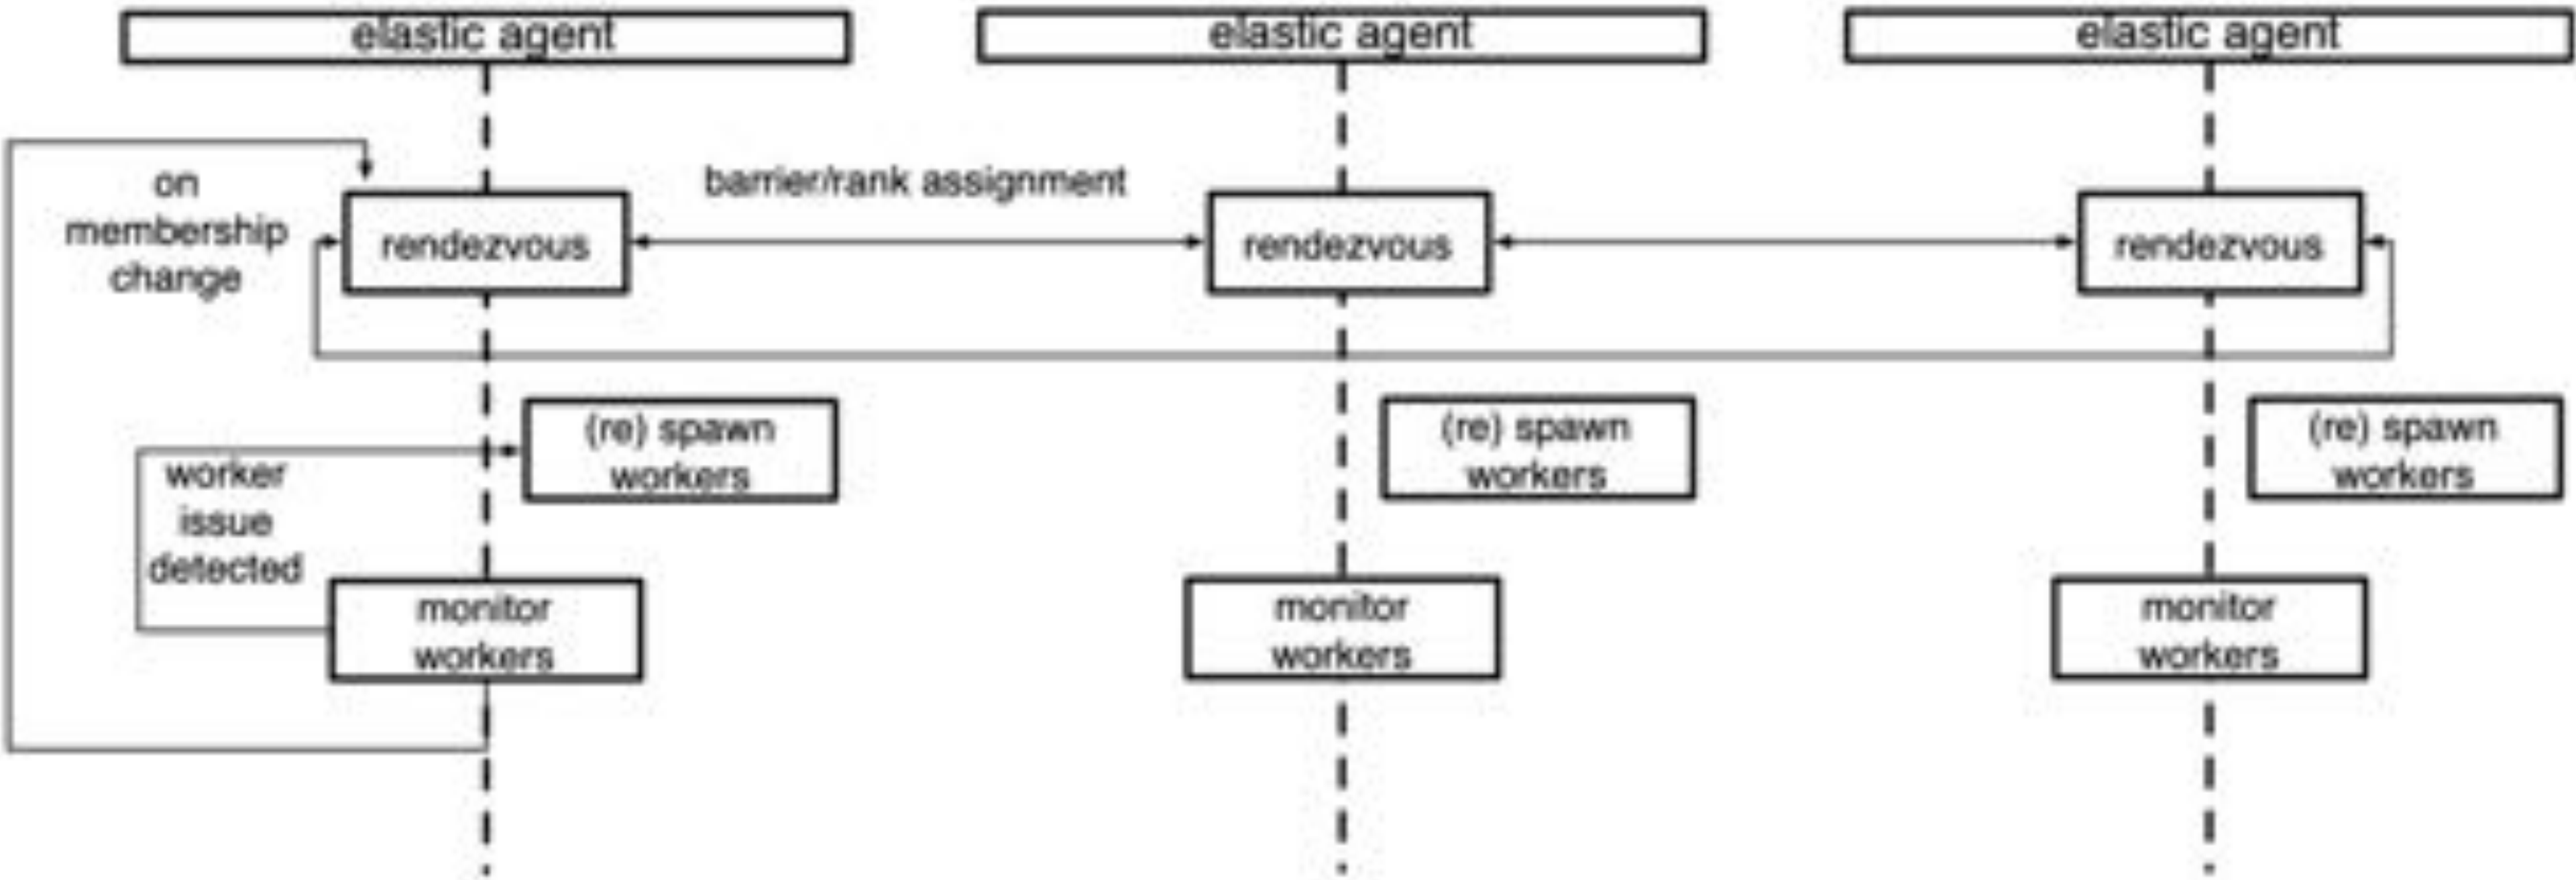 elastic agent
elastic agent
elastic agent
on
membership
change
barrier/rank assignment
rendezvous
rendezvous
rendezvous
(re) spawn
workers
(re) spawn
workers
(re) spawn
workers
worker
issue
detected
monitor
workers
monitor
workers
monitor
workers